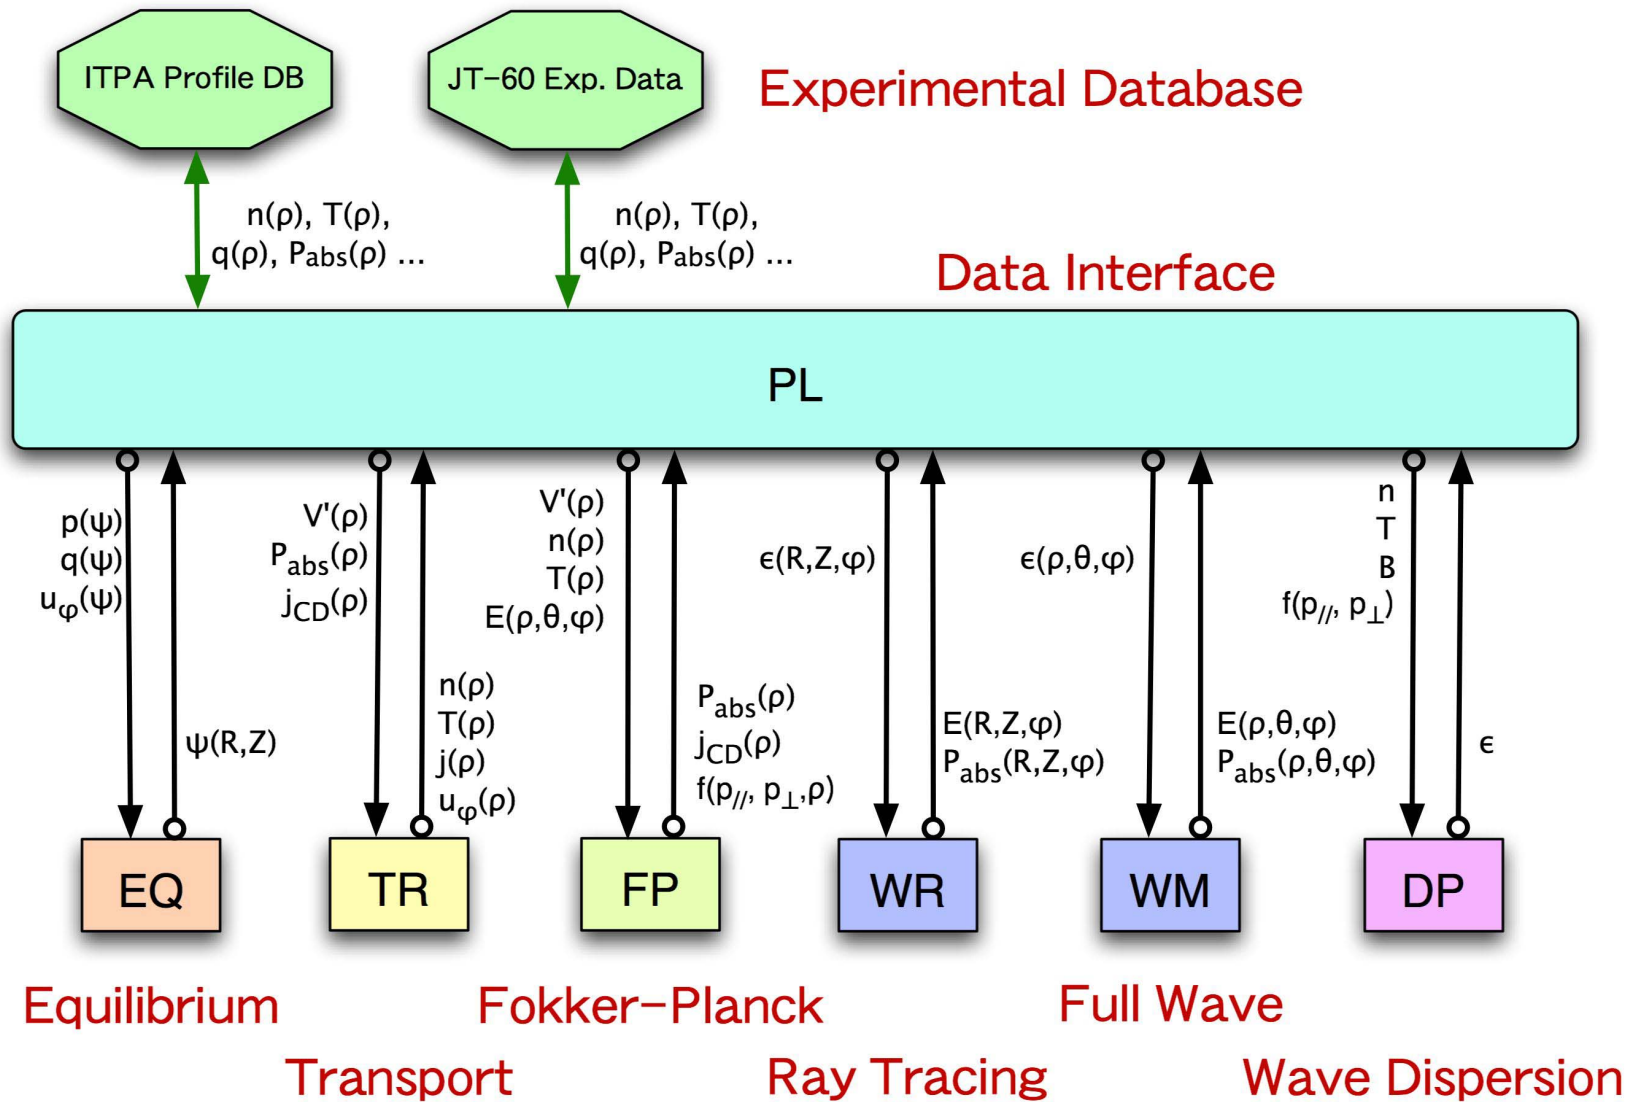 ITPA Profile DB
JT-60 Exp. Data
Experimental Database
n(ρ), T(ρ),
q(ρ), Pabs(ρ) ...
n(ρ), T(ρ),
q(ρ), Pabs(ρ) ...
Data Interface
PL
p(ψ)
q(ψ)
uφ(ψ)
ψ(R,Z)
V'(ρ)
Pabs(ρ)
jCD(ρ)
n(ρ)
T(ρ)
j(ρ)
uφ(ρ)
V'(ρ)
n(ρ)
T(ρ)
E(ρ,θ,φ)
Pabs(ρ)
jCD(ρ)
f(p//, p⊥,ρ)
ϵ(R,Z,φ)
E(R,Z,φ)
Pabs(R,Z,φ)
ϵ(ρ,θ,φ)
E(ρ,θ,φ)
Pabs(ρ,θ,φ)
n
T
B
f(p//, p⊥)
ϵ
EQ
TR
FP
WR
WM
DP
Equilibrium
Transport
Fokker-Planck
Ray Tracing
Full Wave
Wave Dispersion